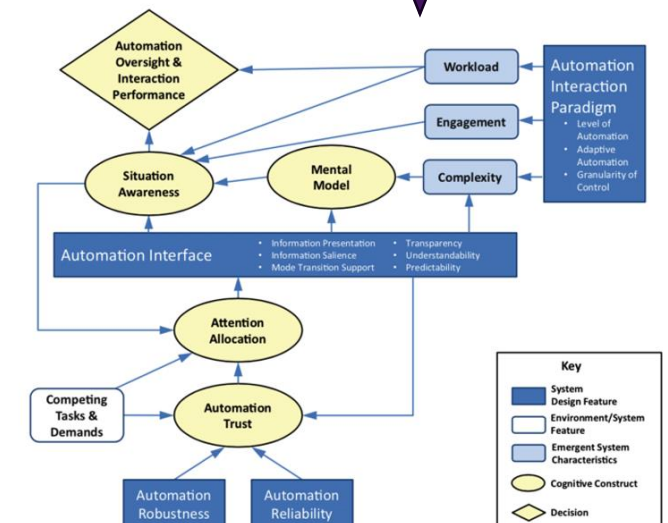 Automation
Oversight &
Interaction
Performance
Workload
Engagement
Complexity
Automation
Interaction
Paradigm
• Level of
Automation
• Adaptive
Automation
• Granularity of
Control
Situation
Awareness
Mental
Model
Automation Interface
• Information Presentation
• Information Salience
• Mode Transition Support
• Transparency
• Understandability
• Predictability
Attention
Allocation
Competing
Tasks &
Demands
Automation
Trust
Automation
Robustness
Automation
Reliability
Key
System
Design Feature
Environment/System
Feature
Emergent System
Characteristics
Cognitive Construct
Decision